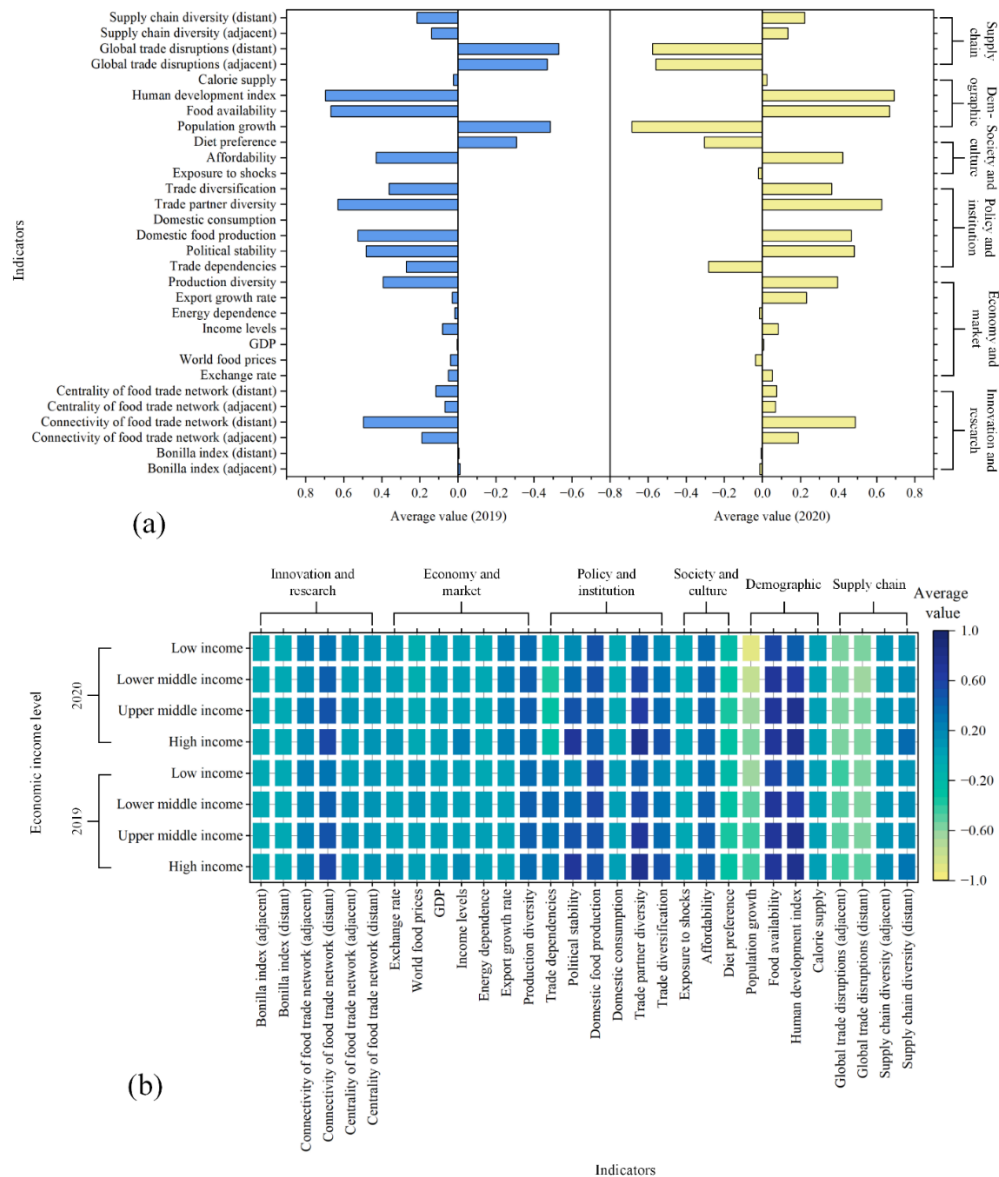 Supply chain diversity (distant)
Supply chain diversity (adjacent)
Global trade disruptions (distant)
Global trade disruptions (adjacent)
Calorie supply
Human development index
Food availability
Population growth
Diet preference
Affordability
Exposure to shocks
Trade diversification
Trade partner diversity
Domestic consumption
Domestic food production
Political stability
Trade dependencies
Production diversity
Export growth rate
Energy dependence
Income levels
GDP
World food prices
Exchange rate
Centrality of food trade network (distant)
Centrality of food trade network (adjacent)
Connectivity of food trade network (distant)
Connectivity of food trade network (adjacent)
Bonilla index (distant)
Bonilla index (adjacent)
Indicators
Supply
chain
Dem-
ographic
Society and
culture
Policy and
institution
Economy and
market
Innovation and
research
0.8 0.6 0.4 0.2 0.0 −0.2 −0.4 −0.6 −0.8 −0.6 −0.4 −0.2 0.0 0.2 0.4 0.6 0.8
Average value (2019)
Average value (2020)
(a)
Innovation and
research
Economy and
market
Policy and
institution
Society and
culture
Demographic
Supply chain
Average
value
Economic income level
2020
2019
Low income
Lower middle income
Upper middle income
High income
Low income
Lower middle income
Upper middle income
High income
1.0
0.60
0.20
−0.20
−0.60
−1.0
Bonilla index (adjacent)
Bonilla index (distant)
Connectivity of food trade network (adjacent)
Connectivity of food trade network (distant)
Centrality of food trade network (adjacent)
Centrality of food trade network (distant)
Exchange rate
World food prices
GDP
Income levels
Energy dependence
Export growth rate
Production diversity
Trade dependencies
Political stability
Domestic food production
Domestic consumption
Trade partner diversity
Trade diversification
Exposure to shocks
Affordability
Diet preference
Population growth
Food availability
Human development index
Calorie supply
Global trade disruptions (adjacent)
Global trade disruptions (distant)
Supply chain diversity (adjacent)
Supply chain diversity (distant)
(b)
Indicators